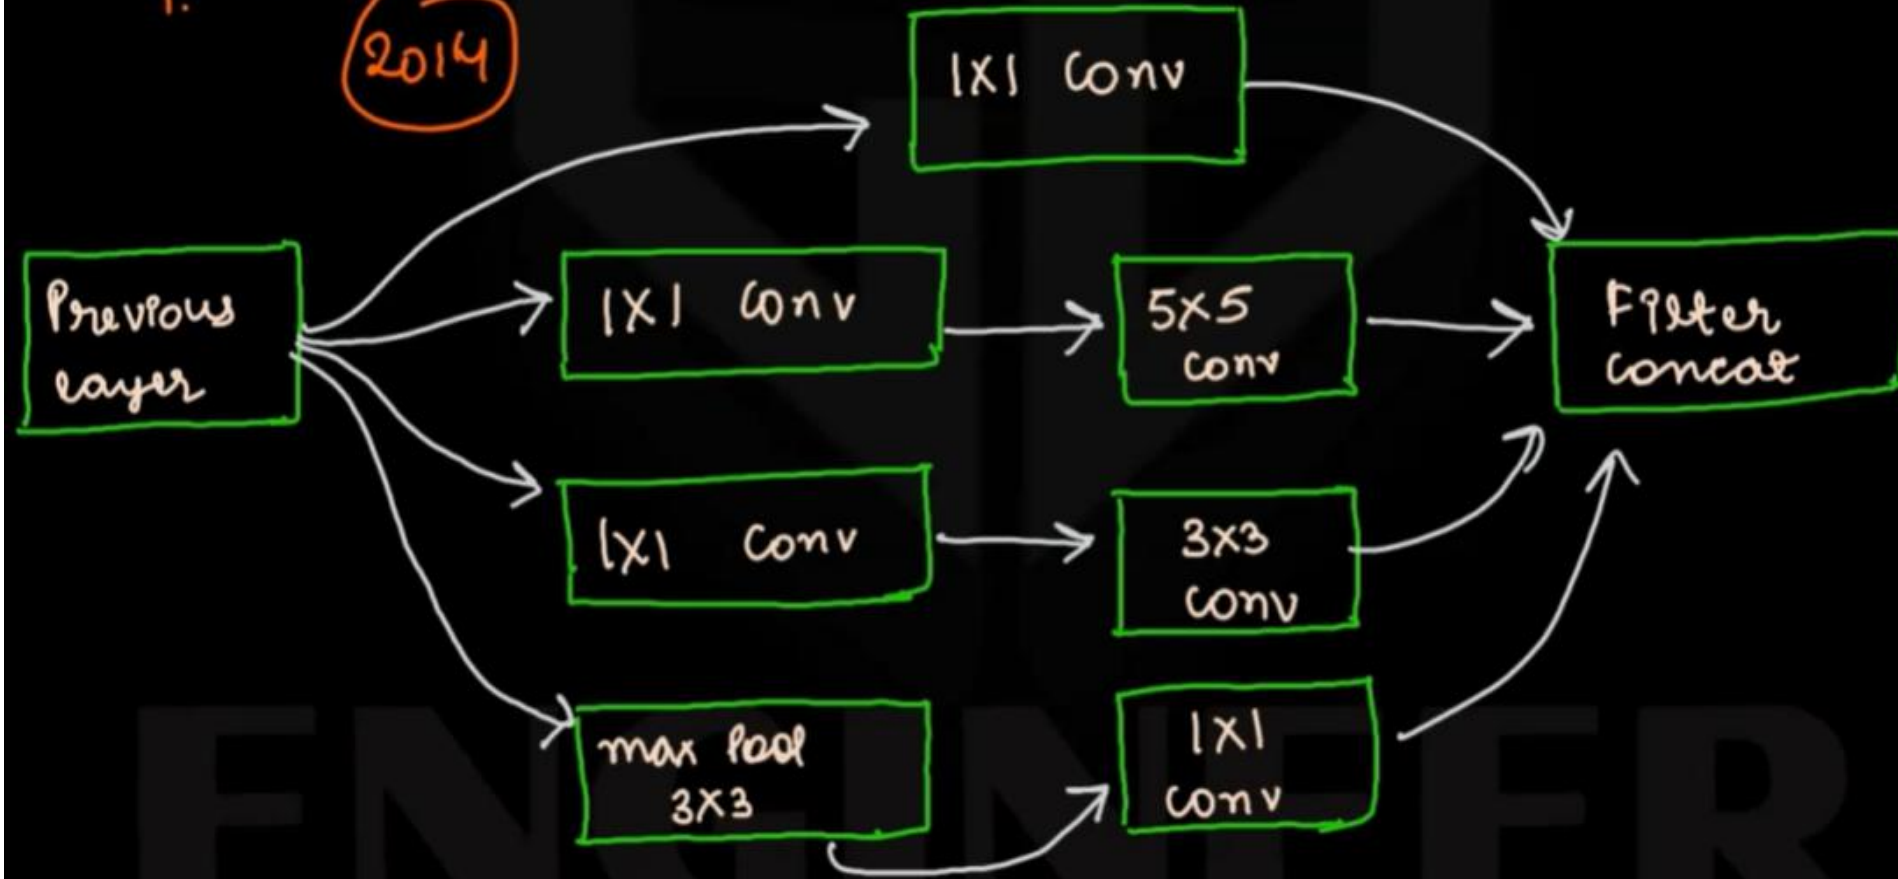 2014
1X1 Conv
Previous
layer
1X1 Conv
5X5
conv
Filter
concat
1X1 Conv
3X3
conv
max Pool
3X3
1X1
conv
ENGINEER